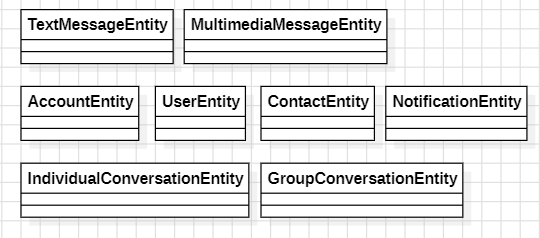 TextMessageEntity
MultimediaMessageEntity
AccountEntity
UserEntity
ContactEntity
NotificationEntity
IndividualConversationEntity
GroupConversationEntity